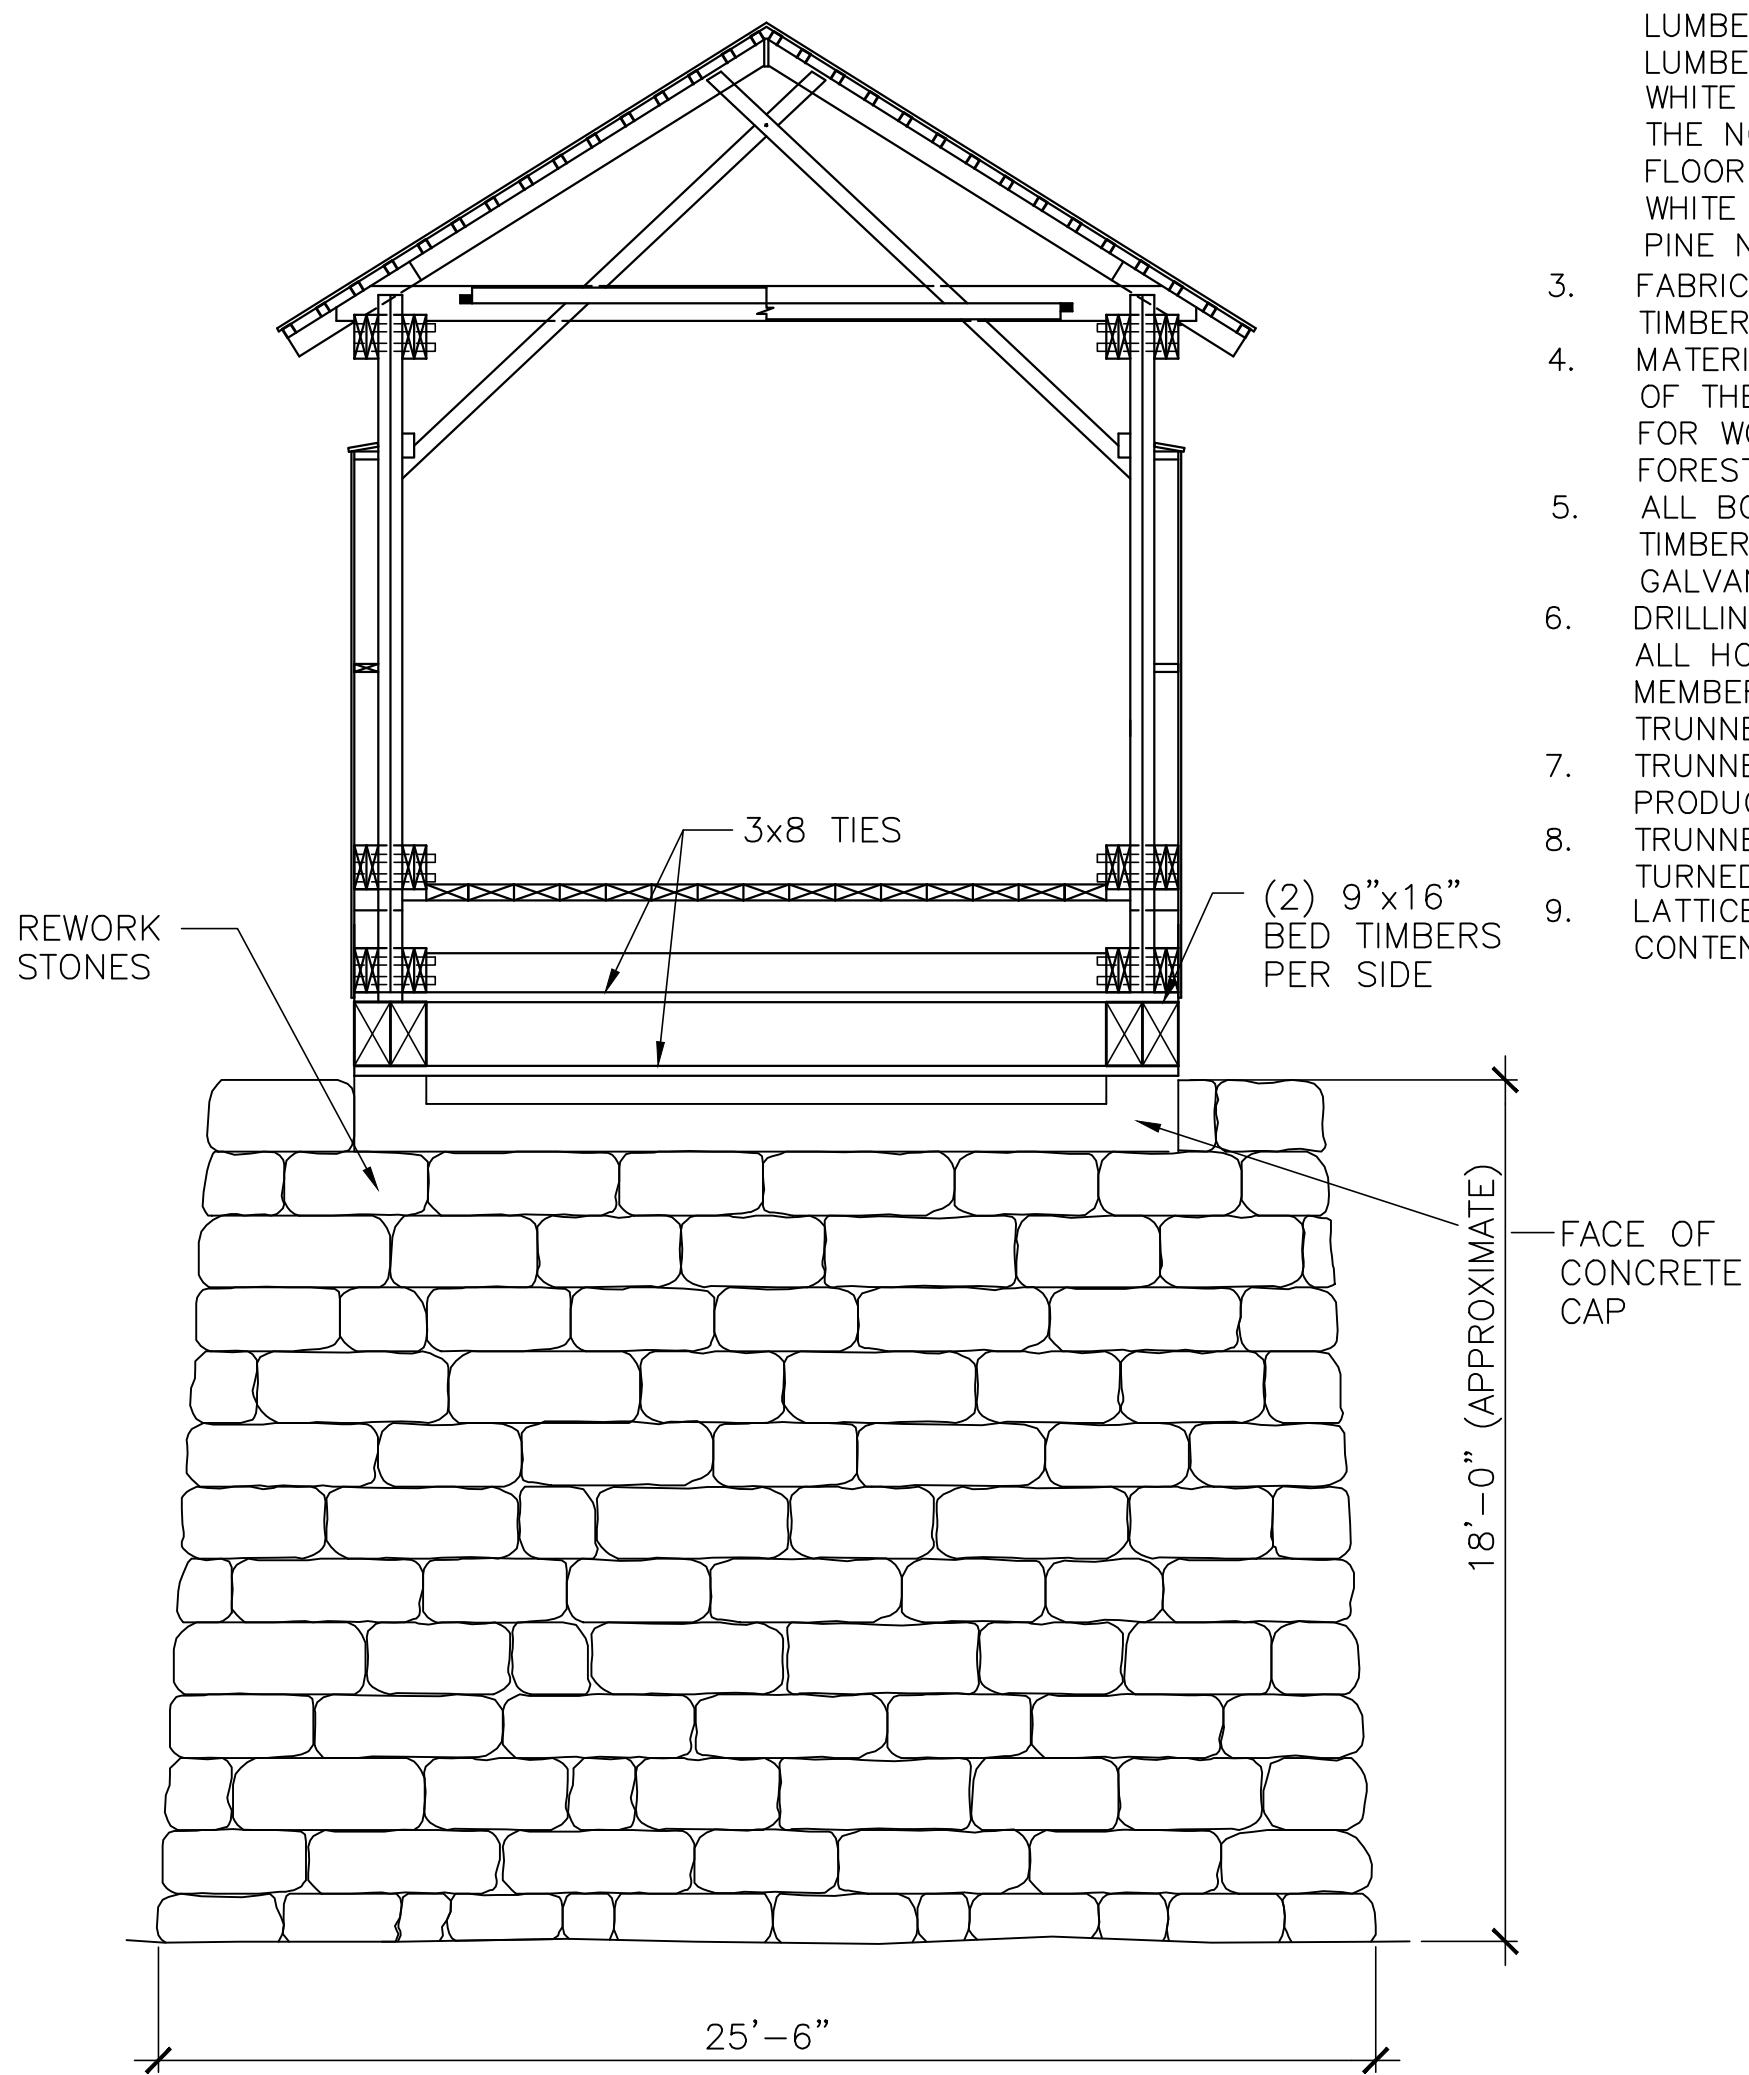 LUMBE
LUMBE
WHITE
THE NO
FLOOR
WHITE
PINE N
3. FABRIC
TIMBER
4. MATERI
OF THE
FOR WO
FOREST
5. ALL BO
TIMBER
GALVAN
6. DRILLIN
ALL HO
MEMBER
TRUNNE
7. TRUNNE
PRODUC
8. TRUNNE
TURNED
9. LATTICE
CONTEN
3x8 TIES
(2) 9"x16"
BED TIMBERS
PER SIDE
REWORK
STONES
FACE OF
CONCRETE
CAP
18'-0" (APPROXIMATE)
25'-6"